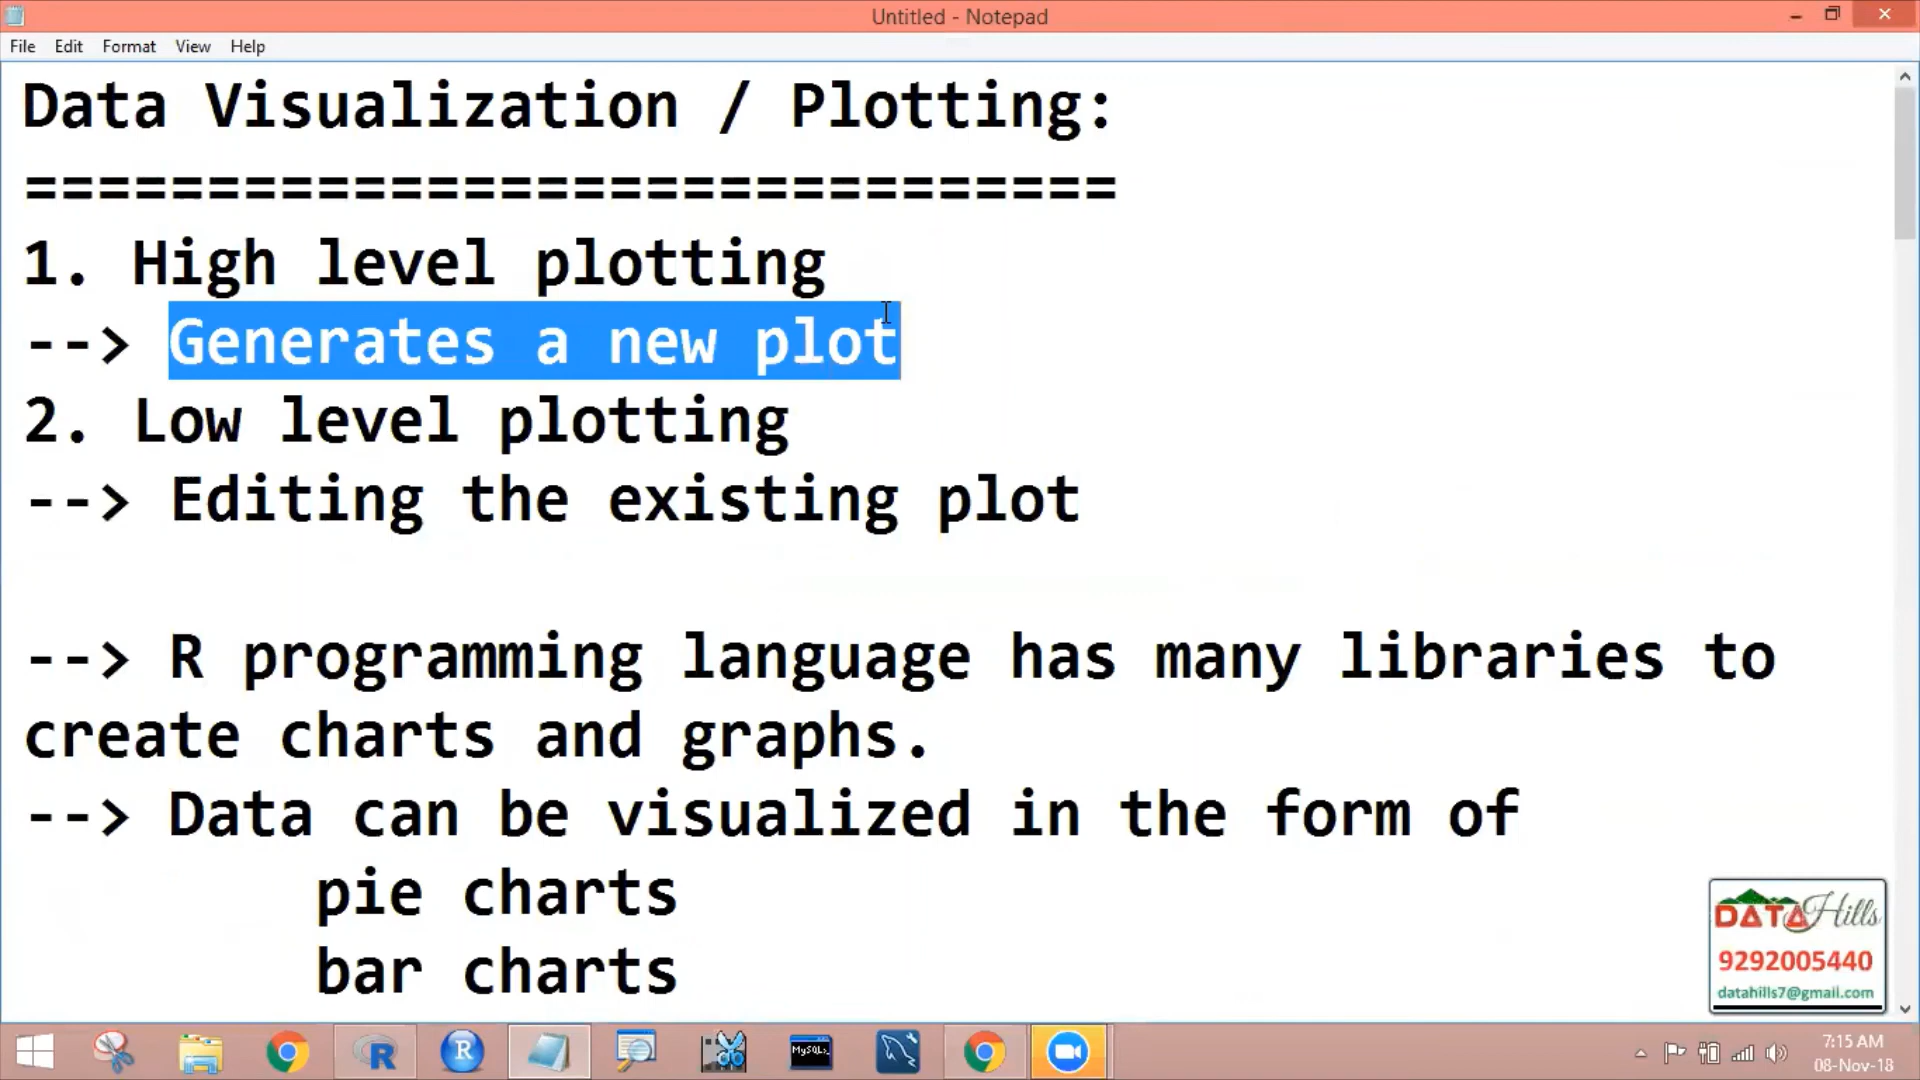 Untitled - Notepad
File Edit Format View Help
Data Visualization / Plotting:
==============================
1. High level plotting
--> Generates a new plot
2. Low level plotting
--> Editing the existing plot
--> R programming language has many libraries to
create charts and graphs.
--> Data can be visualized in the form of
pie charts
bar charts
DATAHills
9292005440
datahills7@gmail.com
R
R
MySQL
7:15 AM
08-Nov-18